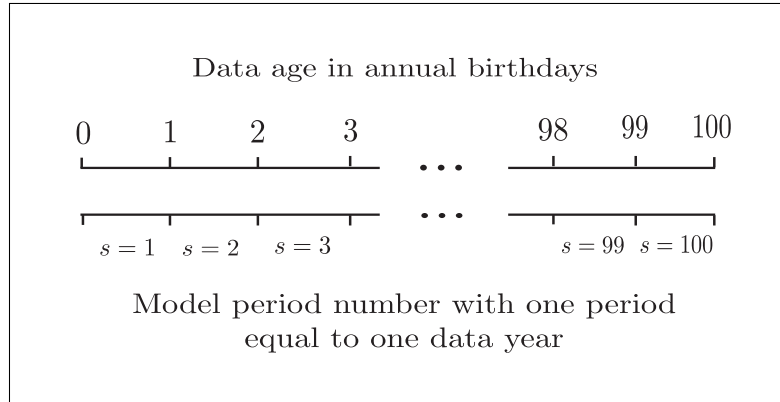 Data age in annual birthdays
0 1 2 3 ... 98 99 100
...
s = 1 s = 2 s = 3 s = 99 s = 100
Model period number with one period
equal to one data year